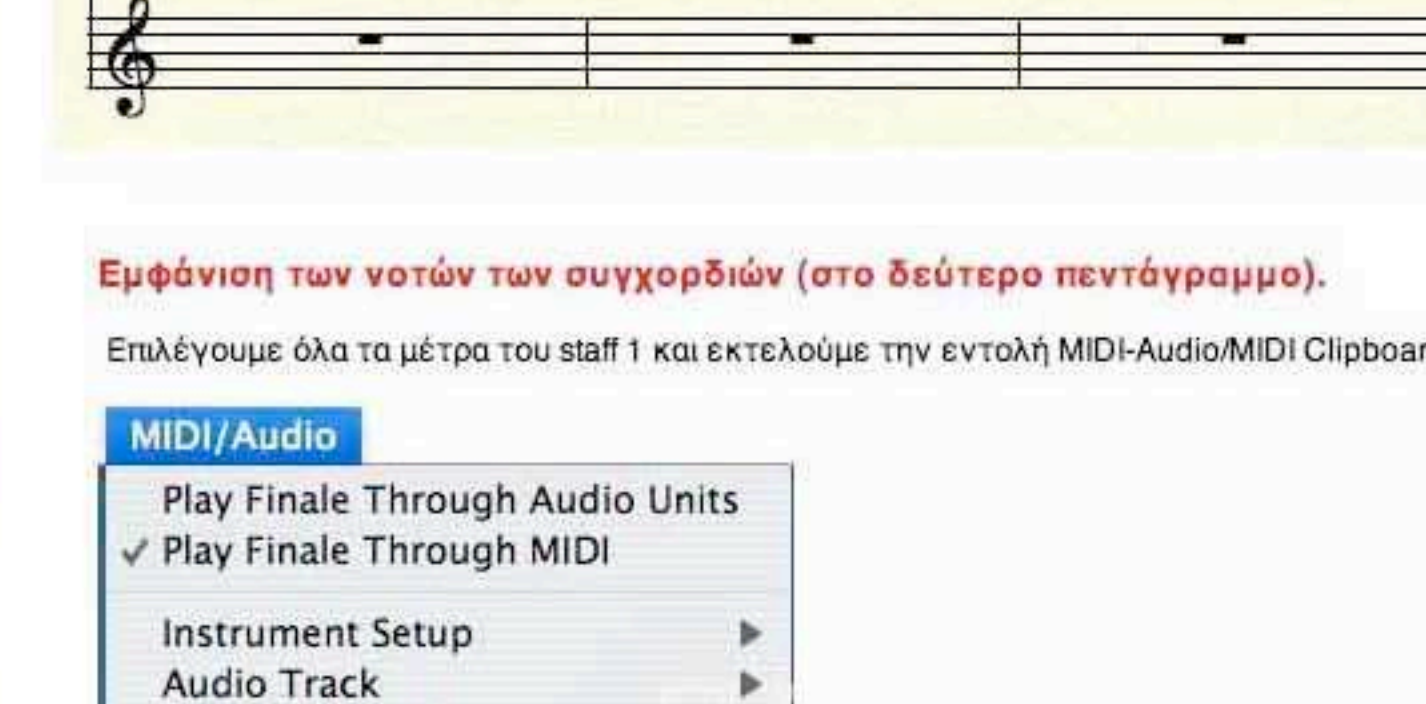 Εμφάνιση των νοτών των συγχορδιών (στο δεύτερο πεντάγραμμο).
Επιλέγουμε όλα τα μέτρα του staff 1 και εκτελούμε την εντολή MIDI-Audio/MIDI Clipboar
MIDI/Audio
Play Finale Through Audio Units
✓ Play Finale Through MIDI
Instrument Setup
Audio Track